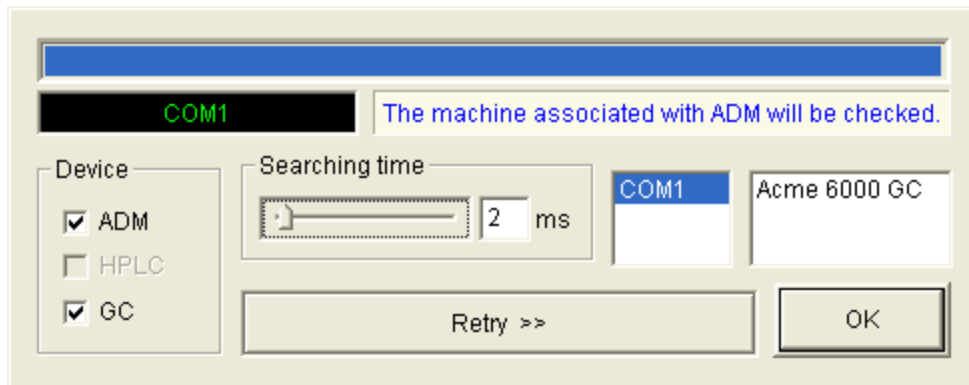 COM1
The machine associated with ADM will be checked.
Device
ADM
HPLC
GC
Searching time
2 ms
COM1
Acme 6000 GC
Retry >>
OK